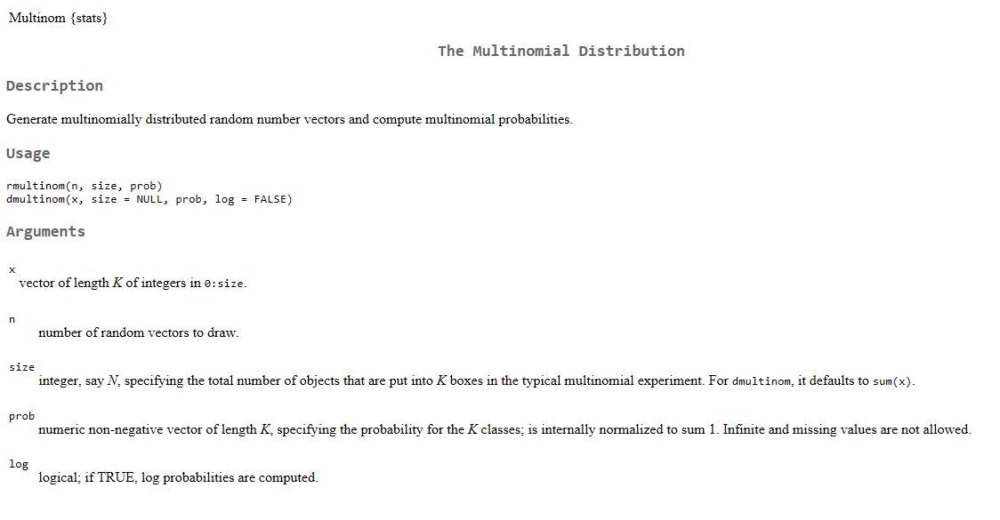 Multinom {stats}
The Multinomial Distribution
Description
Generate multinomially distributed random number vectors and compute multinomial probabilities.
Usage
rmultinom(n, size, prob)
dmultinom(x, size = NULL, prob, log = FALSE)
Arguments
x
vector of length K of integers in 0:size.
n
number of random vectors to draw.
size
integer, say N, specifying the total number of objects that are put into K boxes in the typical multinomial experiment. For dmultinom, it defaults to sum(x).
prob
numeric non-negative vector of length K, specifying the probability for the K classes; is internally normalized to sum 1. Infinite and missing values are not allowed.
log
logical; if TRUE, log probabilities are computed.